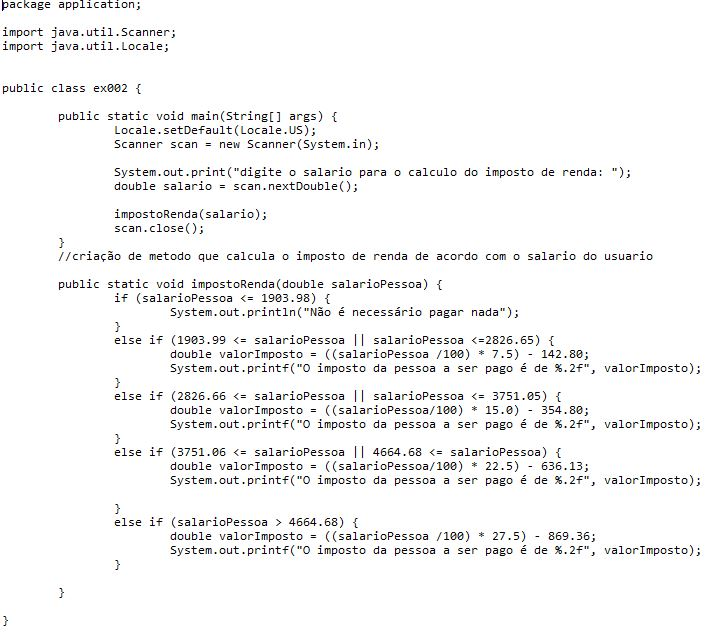 package application;
import java.util.Scanner;
import java.util.Locale;
public class ex002 {
public static void main(String[] args) {
Locale.setDefault(Locale.US);
Scanner scan = new Scanner(System.in);
System.out.print("digite o salario para o calculo do imposto de renda: ");
double salario = scan.nextDouble();
impostoRenda(salario);
scan.close();
}
//criação de metodo que calcula o imposto de renda de acordo com o salario do usuario
public static void impostoRenda(double salarioPessoa) {
if (salarioPessoa <= 1903.98) {
System.out.println("Não é necessário pagar nada");
}
else if (1903.99 <= salarioPessoa || salarioPessoa <=2826.65) {
double valorImposto = ((salarioPessoa /100) * 7.5) - 142.80;
System.out.printf("O imposto da pessoa a ser pago é de %.2f", valorImposto);
}
else if (2826.66 <= salarioPessoa || salarioPessoa <= 3751.05) {
double valorImposto = ((salarioPessoa/100) * 15.0) - 354.80;
System.out.printf("O imposto da pessoa a ser pago é de %.2f", valorImposto);
}
else if (3751.06 <= salarioPessoa || 4664.68 <= salarioPessoa) {
double valorImposto = ((salarioPessoa/100) * 22.5) - 636.13;
System.out.printf("O imposto da pessoa a ser pago é de %.2f", valorImposto);
}
else if (salarioPessoa > 4664.68) {
double valorImposto = ((salarioPessoa /100) * 27.5) - 869.36;
System.out.printf("O imposto da pessoa a ser pago é de %.2f", valorImposto);
}
}
}